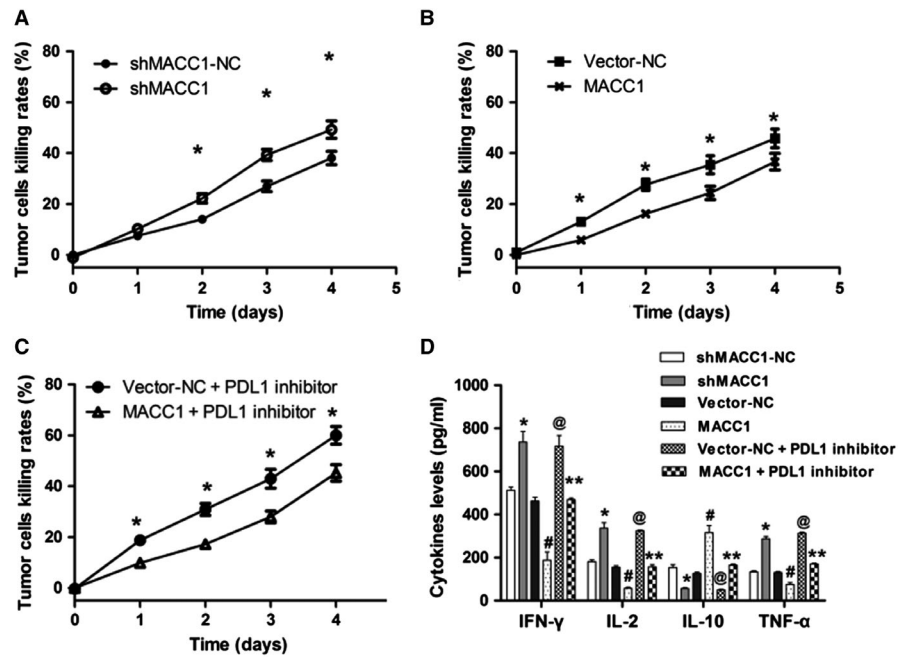 A
Tumor cells killing rates (%)
80
60
40
20
0
shMACC1-NC
shMACC1
*
*
*
0 1 2 3 4 5
Time (days)
B
Tumor cells killing rates (%)
80
60
40
20
0
Vector-NC
MACC1
*
*
*
*
0 1 2 3 4 5
Time (days)
C
Tumor cells killing rates (%)
80
60
40
20
0
Vector-NC + PDL1 inhibitor
MACC1 + PDL1 inhibitor
*
*
*
*
0 1 2 3 4
Time (days)
D
shMACC1-NC
shMACC1
Vector-NC
MACC1
Vector-NC + PDL1 inhibitor
MACC1 + PDL1 inhibitor
Cytokines levels (pg/ml)
1000
800
600
400
200
0
* # @ **
* # @ **
* # @ **
* # @ **
IFN-γ IL-2 IL-10 TNF-α